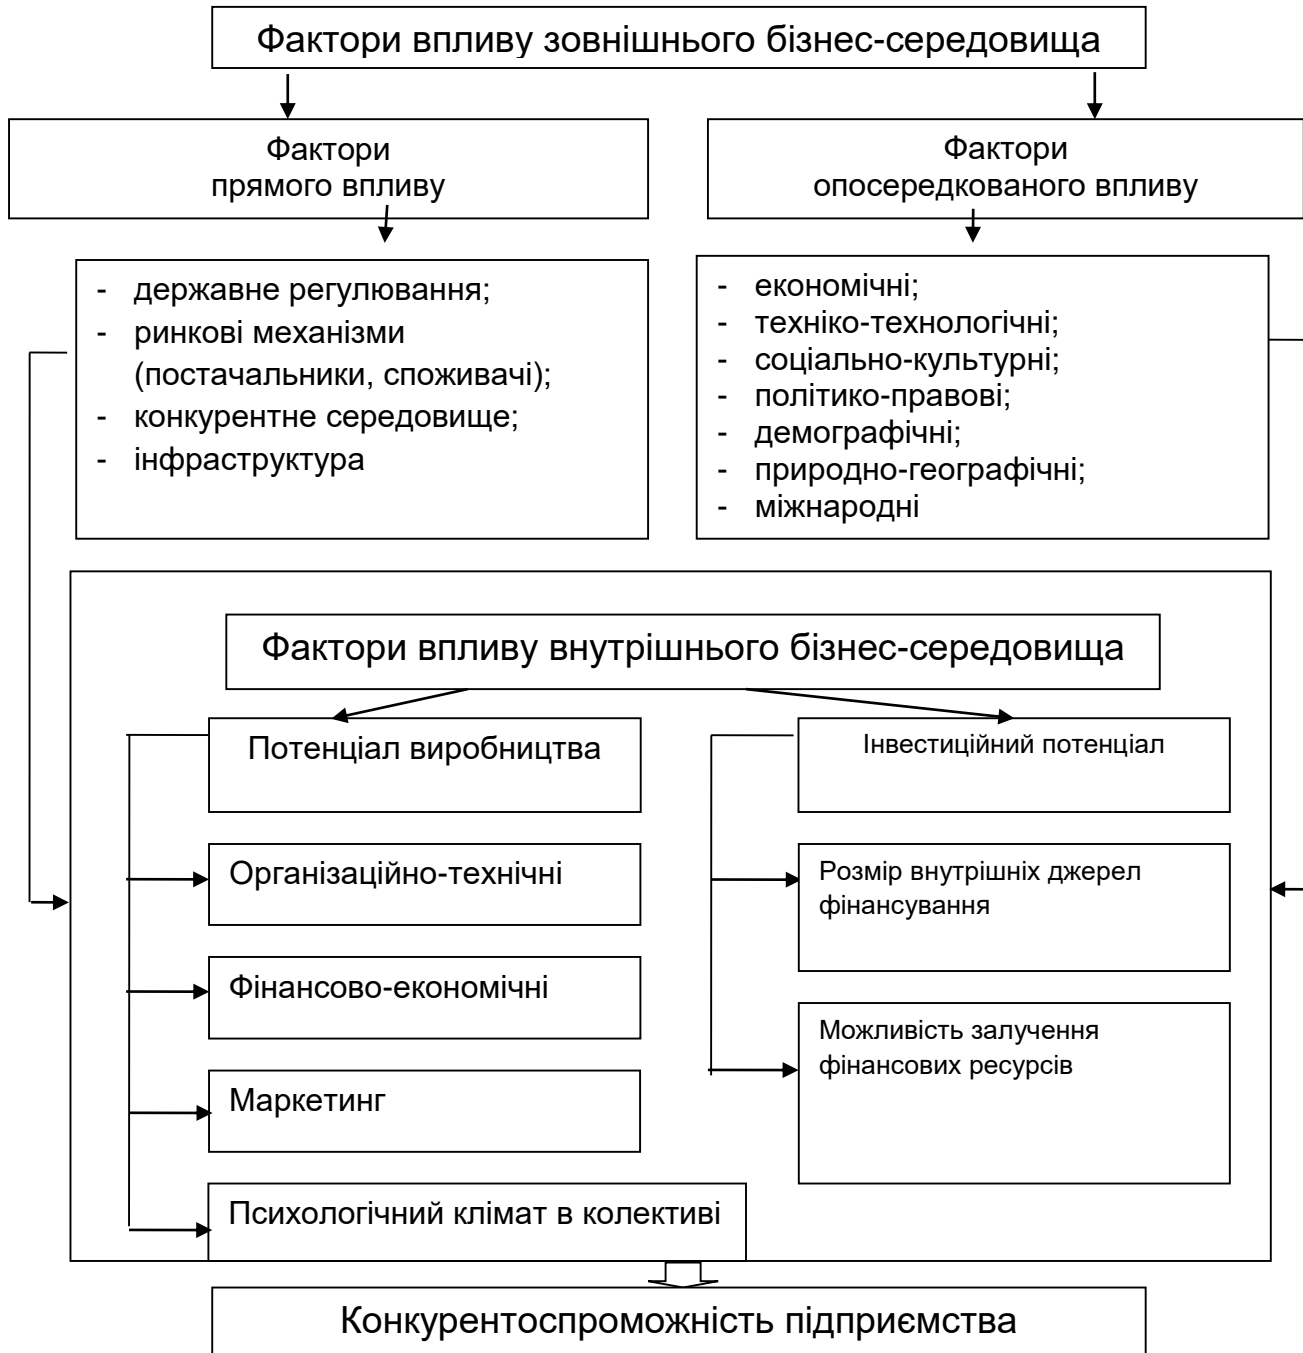 Фактори впливу зовнішнього бізнес-середовища
Фактори
прямого впливу
Фактори
опосередкованого впливу
- державне регулювання;
- ринкові механізми
(постачальники, споживачі);
- конкурентне середовище;
- інфраструктура
- економічні;
- техніко-технологічні;
- соціально-культурні;
- політико-правові;
- демографічні;
- природно-географічні;
- міжнародні
Фактори впливу внутрішнього бізнес-середовища
Потенціал виробництва
Організаційно-технічні
Фінансово-економічні
Маркетинг
Психологічний клімат в колективі
Інвестиційний потенціал
Розмір внутрішніх джерел
фінансування
Можливість залучення
фінансових ресурсів
Конкурентоспроможність підприємства